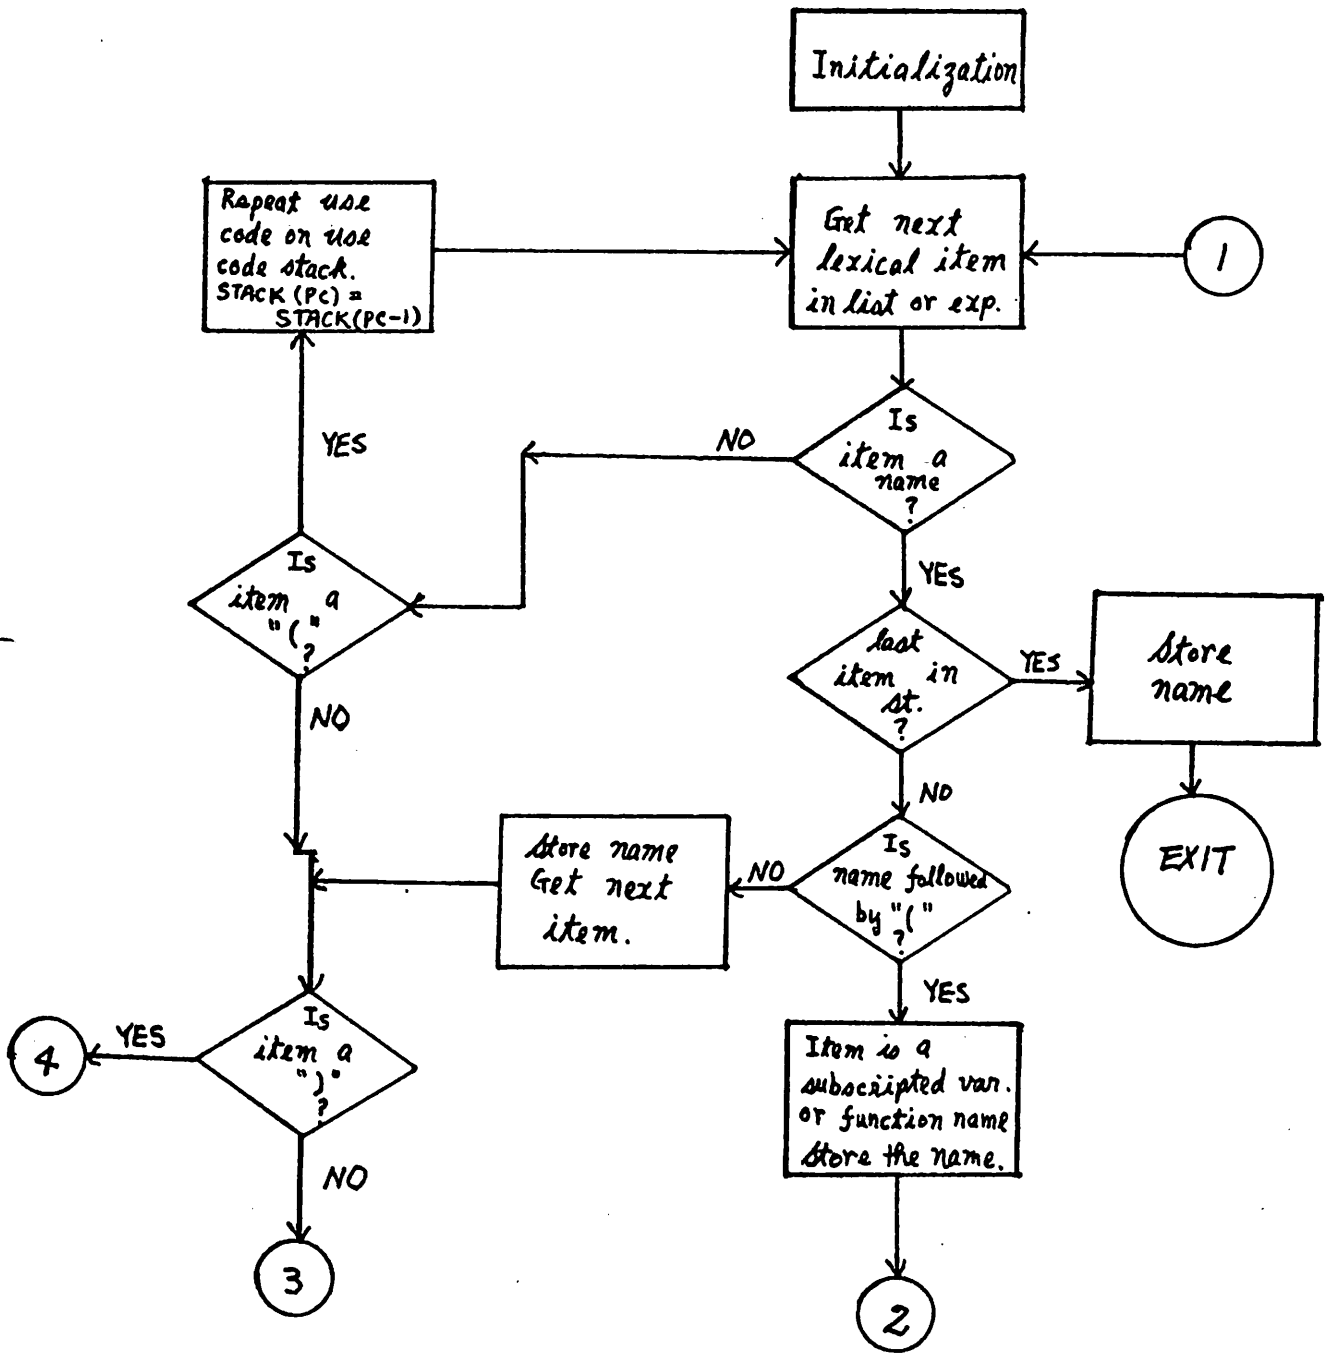 Initialization
Repeat use
code on use
code stack.
STACK (PC) =
STACK(PC-1)
Get next
lexical item
in list or exp.
1
Is
item a
name
?
NO
YES
Is
item a
"("
?
YES
NO
last
item in
st.
?
YES
Store
name
EXIT
NO
Is
name followed
by "("
?
NO
Store name
Get next
item.
YES
Is
item a
")"
?
YES
4
NO
3
Item is a
subscripted var.
or function name
Store the name.
2